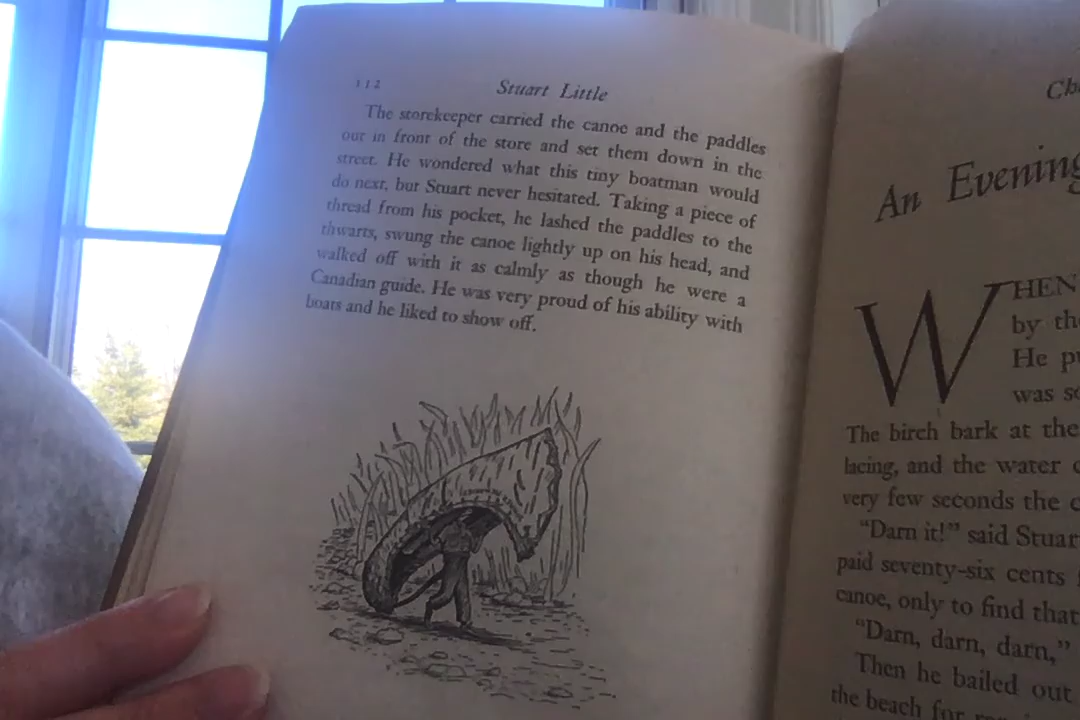 112
Stuart Little
The storekeeper carried the canoe and the paddles
out in front of the store and set them down in the
street. He wondered what this tiny boatman would
do next, but Stuart never hesitated. Taking a piece of
thread from his pocket, he lashed the paddles to the
thwarts, swung the canoe lightly up on his head, and
walked off with it as calmly as though he were a
Canadian guide. He was very proud of his ability with
boats and he liked to show off.
An Evening
WHEN
by
He
was
The birch bark at the
lacing, and the water
very few seconds the
"Darn it!" said
paid seventy-six cents
canoe, only to find that
"Darn, darn, darn,"
Then he bailed out
the beach for